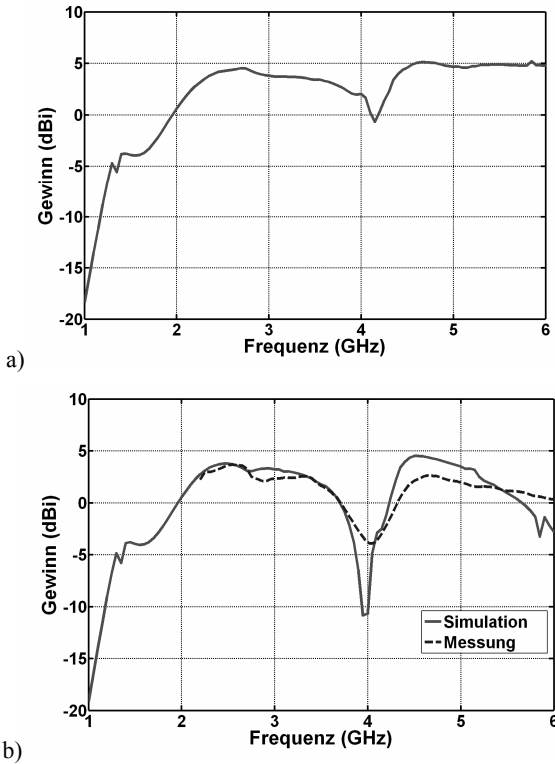 10
5
0
-5
-10
-15
-20
Gewinn (dBi)
1 2 3 4 5 6
Frequenz (GHz)
a)
10
5
0
-5
-10
-15
-20
Gewinn (dBi)
Simulation
Messung
1 2 3 4 5 6
Frequenz (GHz)
b)